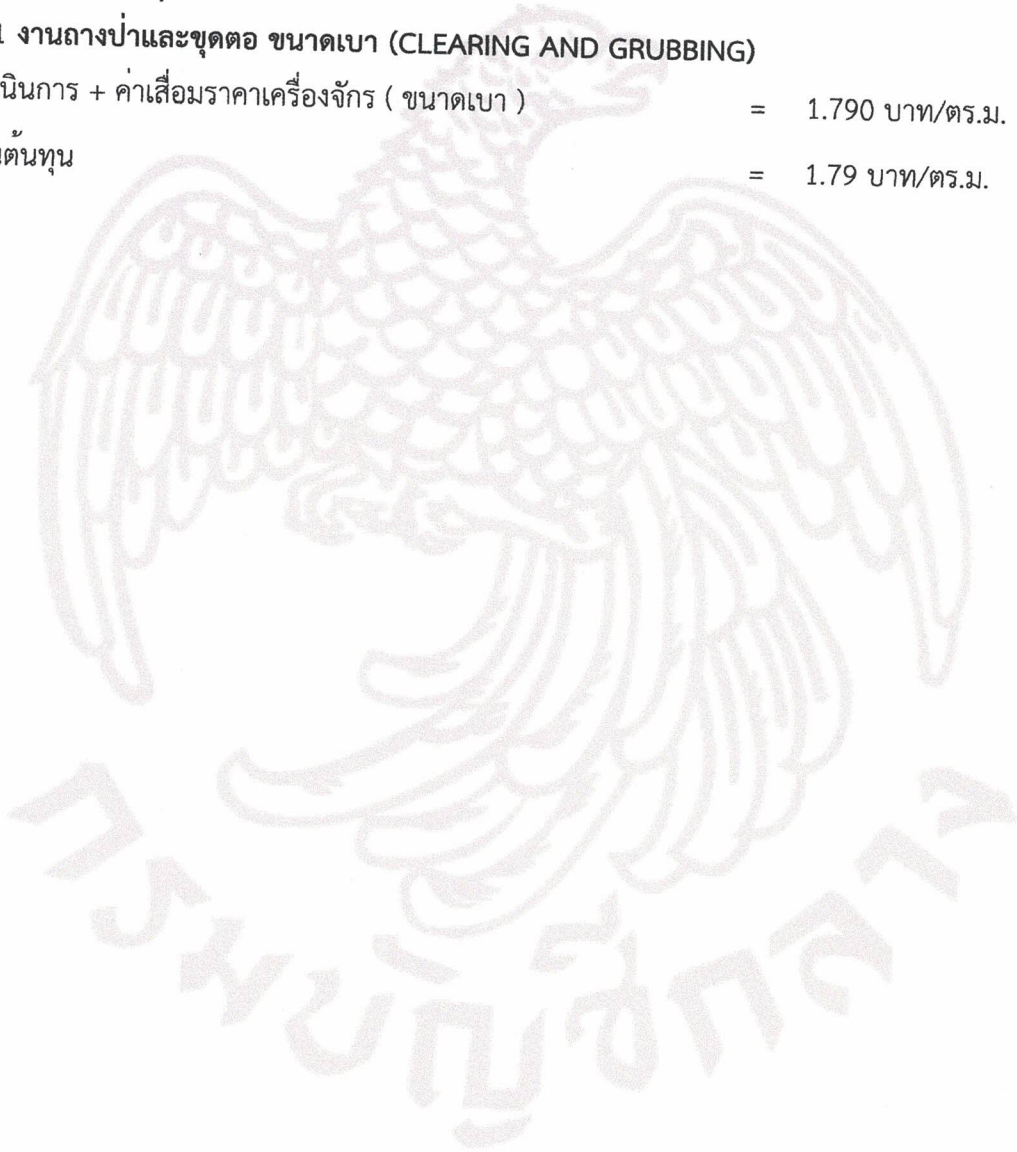 1 งานถางป่าและขุดตอ ขนาดเบา (CLEARING AND GRUBBING)
นินการ + ค่าเสื่อมราคาเครื่องจักร ( ขนาดเบา ) = 1.790 บาท/ตร.ม.
ต้นทุน = 1.79 บาท/ตร.ม.
กรมบัญชีกลาง